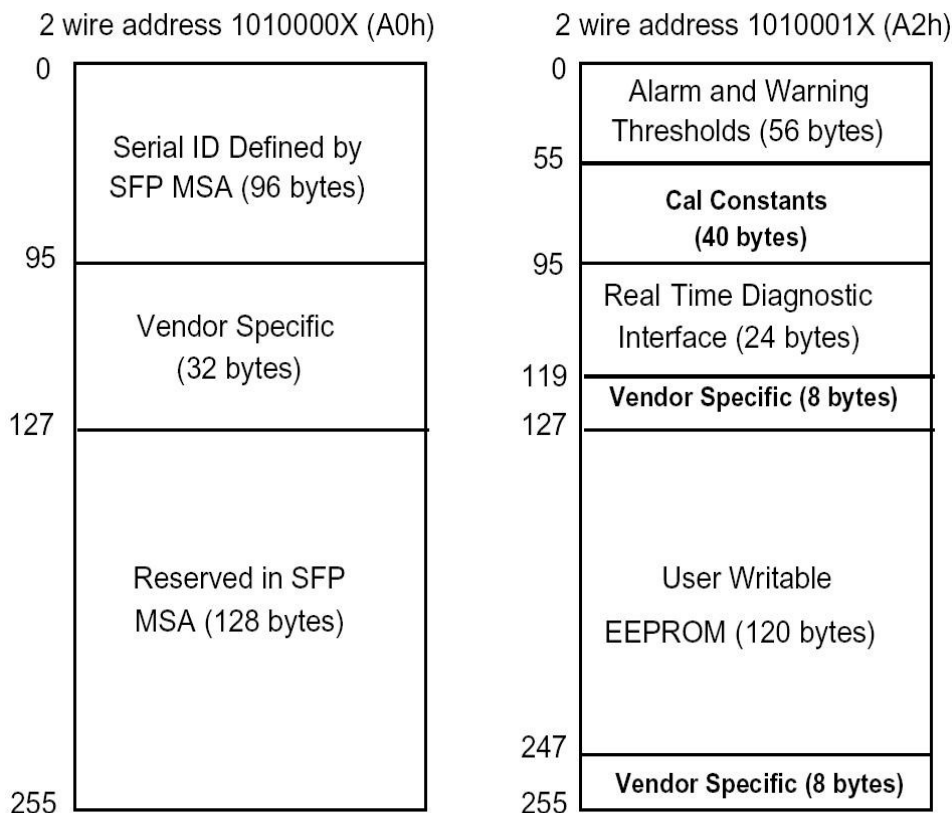 2 wire address 1010000X (A0h)
0
Serial ID Defined by
SFP MSA (96 bytes)
95
Vendor Specific
(32 bytes)
127
Reserved in SFP
MSA (128 bytes)
255
2 wire address 1010001X (A2h)
0
Alarm and Warning
Thresholds (56 bytes)
55
Cal Constants
(40 bytes)
95
Real Time Diagnostic
Interface (24 bytes)
119
Vendor Specific (8 bytes)
127
User Writable
EEPROM (120 bytes)
247
Vendor Specific (8 bytes)
255